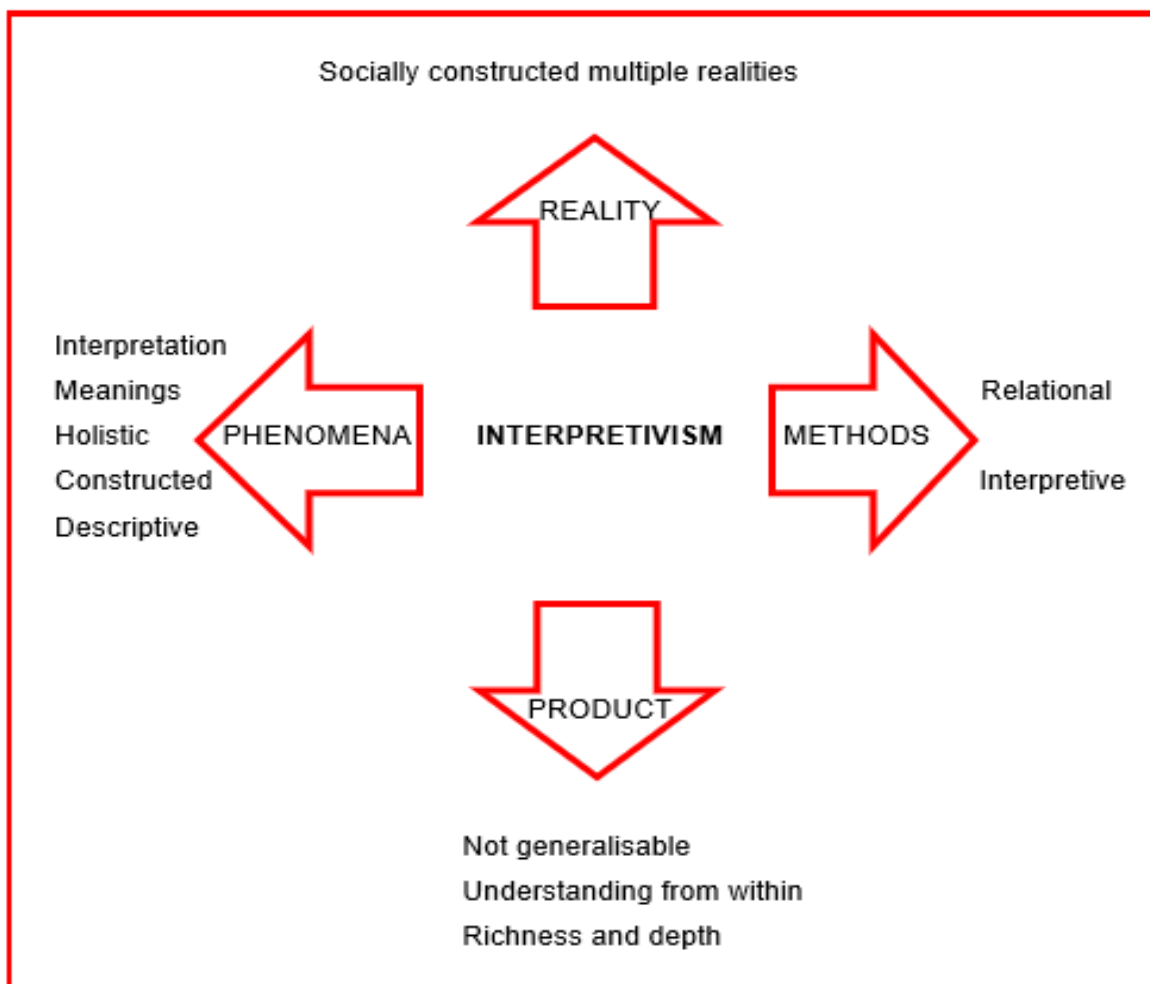 Socially constructed multiple realities
REALITY
Interpretation
Meanings
Holistic
Constructed
Descriptive
PHENOMENA
INTERPRETIVISM
METHODS
Relational
Interpretive
PRODUCT
Not generalisable
Understanding from within
Richness and depth